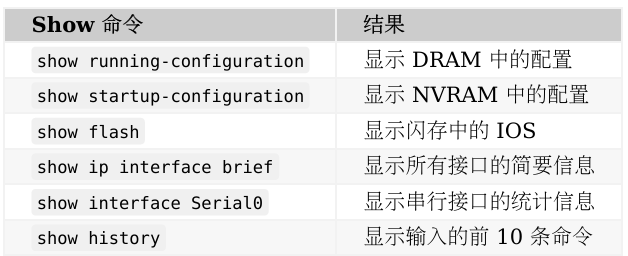 Show 命令 结果
show running-configuration 显示 DRAM 中的配置
show startup-configuration 显示 NVRAM 中的配置
show flash 显示闪存中的 IOS
show ip interface brief 显示所有接口的简要信息
show interface Serial0 显示串行接口的统计信息
show history 显示输入的前 10 条命令